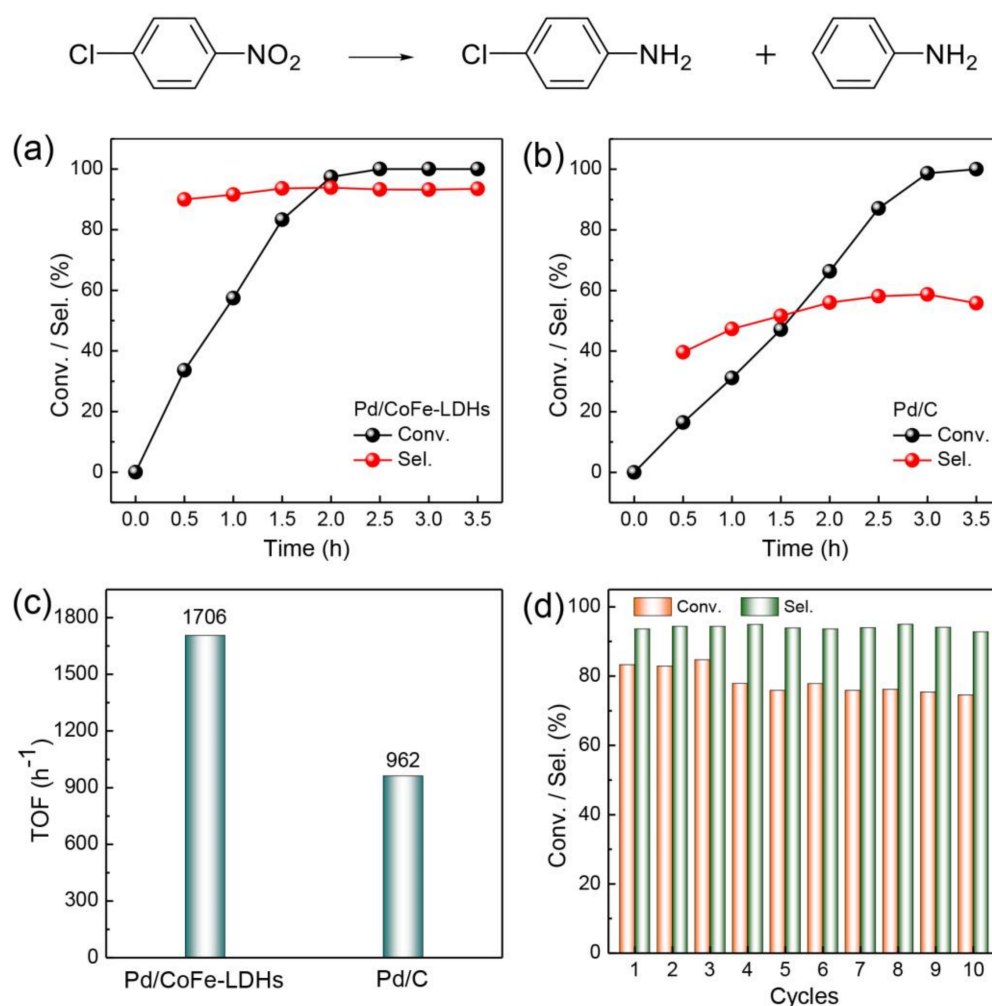 Cl NO₂ Cl NH₂ + NH₂
(a)
Conv. / Sel. (%)
100
80
60
40
20
0
Pd/CoFe-LDHs
Conv.
Sel.
0.0 0.5 1.0 1.5 2.0 2.5 3.0 3.5
Time (h)
(b)
Conv. / Sel. (%)
100
80
60
40
20
0
Pd/C
Conv.
Sel.
0.0 0.5 1.0 1.5 2.0 2.5 3.0 3.5
Time (h)
(c)
TOF (h⁻¹)
1800
1500
1200
900
600
300
0
1706
962
Pd/CoFe-LDHs Pd/C
(d)
Conv. / Sel. (%)
100
80
60
40
20
0
Conv. Sel.
1 2 3 4 5 6 7 8 9 10
Cycles